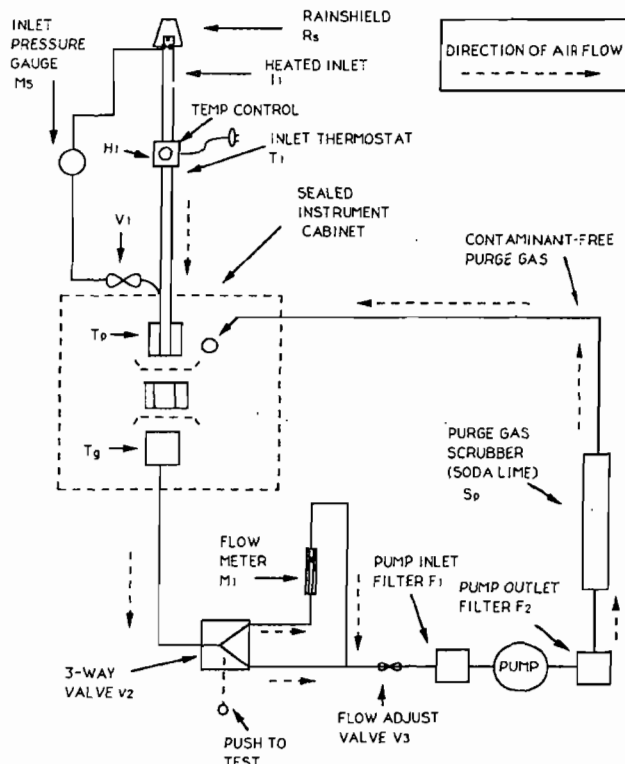 INLET
PRESSURE
GAUGE
M5
RAINSHIELD
Rs
HEATED INLET
I1
TEMP CONTROL
H1
INLET THERMOSTAT
T1
DIRECTION OF AIR FLOW
V1
SEALED
INSTRUMENT
CABINET
CONTAMINANT-FREE
PURGE GAS
Tp
Tg
PURGE GAS
SCRUBBER
(SODA LIME)
Sp
FLOW
METER
M1
PUMP INLET
FILTER F1
PUMP OUTLET
FILTER F2
PUMP
3-WAY
VALVE V2
FLOW ADJUST
VALVE V3
PUSH TO
TEST